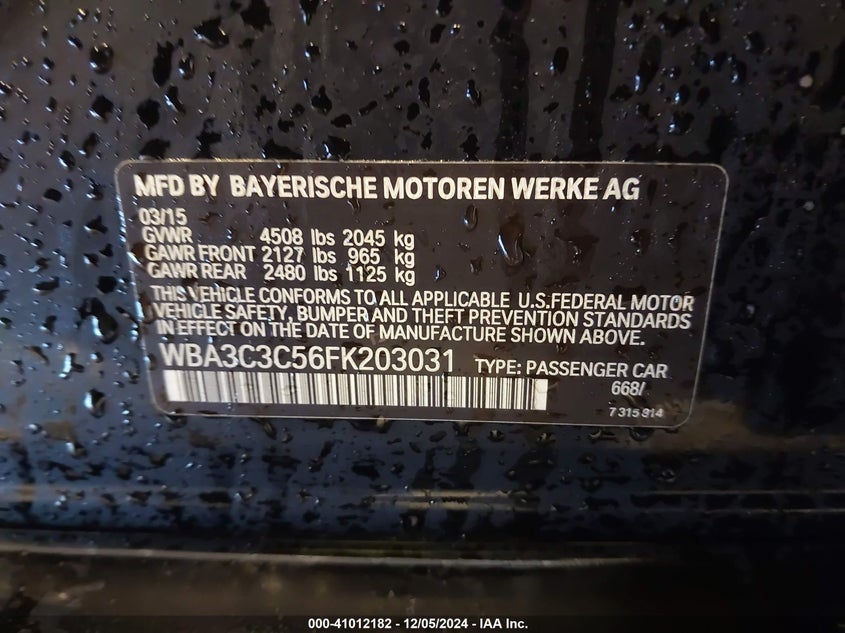 MFD BY BAYERISCHE MOTOREN WERKE AG
03/15
GVWR 4508 lbs 2045 kg
GAWR FRONT 2127 lbs 965 kg
GAWR REAR 2480 lbs 1125 kg
THIS VEHICLE CONFORMS TO ALL APPLICABLE U.S.FEDERAL MOTOR
VEHICLE SAFETY, BUMPER AND THEFT PREVENTION STANDARDS
IN EFFECT ON THE DATE OF MANUFACTURE SHOWN ABOVE.
WBA3C3C56FK203031 TYPE: PASSENGER CAR
668/
7 315 814
000-41012182 - 12/05/2024 - IAA Inc.